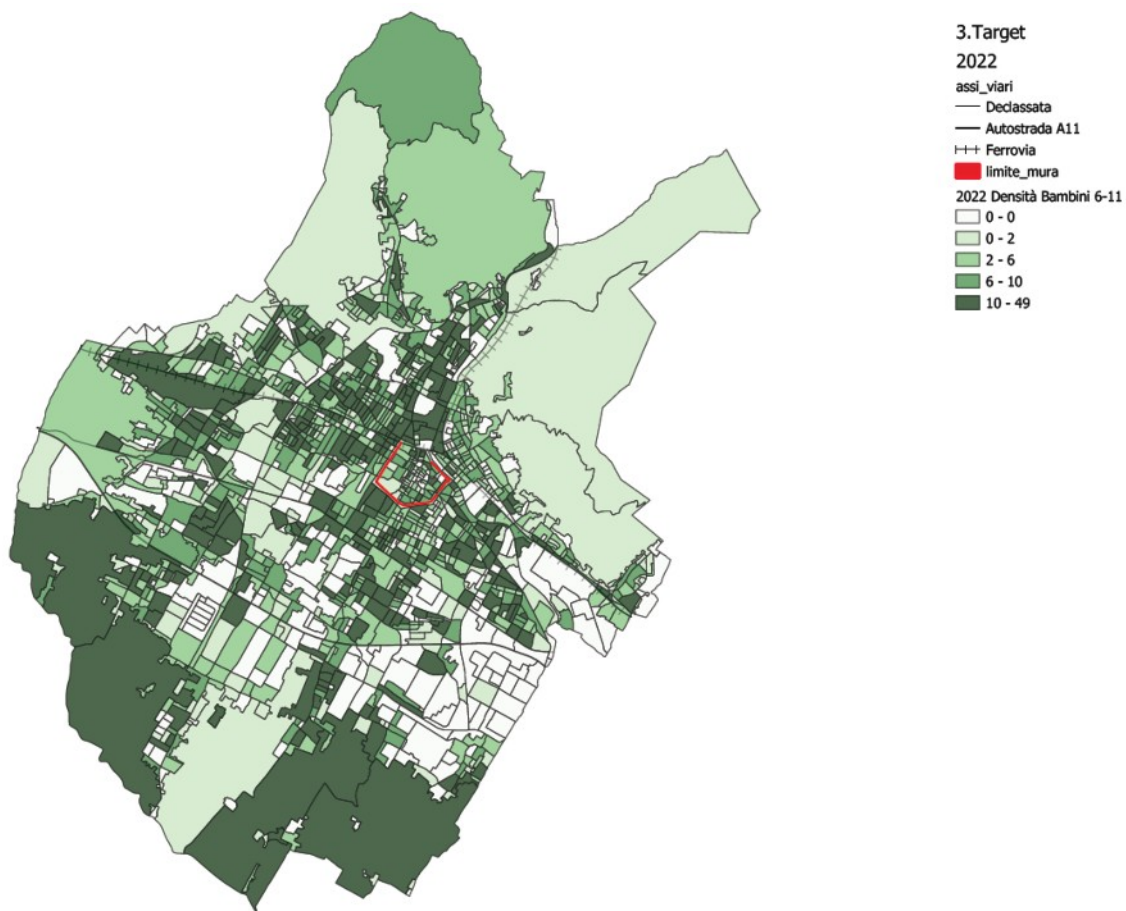 3.Target
2022
assi_viari
Declassata
Autostrada A11
Ferrovia
limite_mura
2022 Densità Bambini 6-11
0 - 0
0 - 2
2 - 6
6 - 10
10 - 49